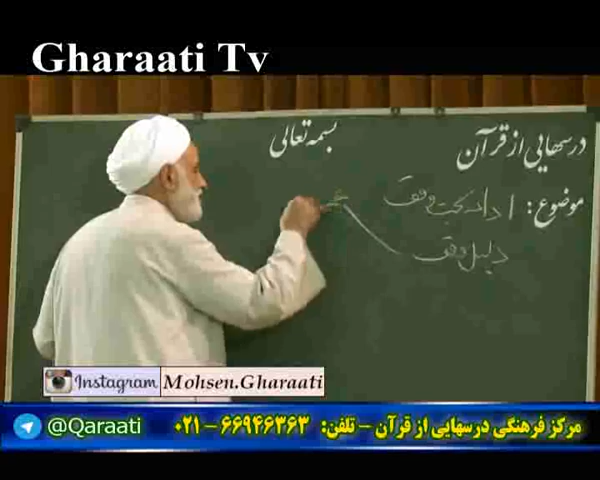 Gharaati Tv
بسمه تعالی
درسهایی از قرآن
موضوع: ادامه بحث وقف
دلیل وقف
Instagram Mohsen.Gharaati
@Qaraati مرکز فرهنگی درسهایی از قرآن - تلفن: ۶۶۹۴۶۳۶۳ - ۰۲۱